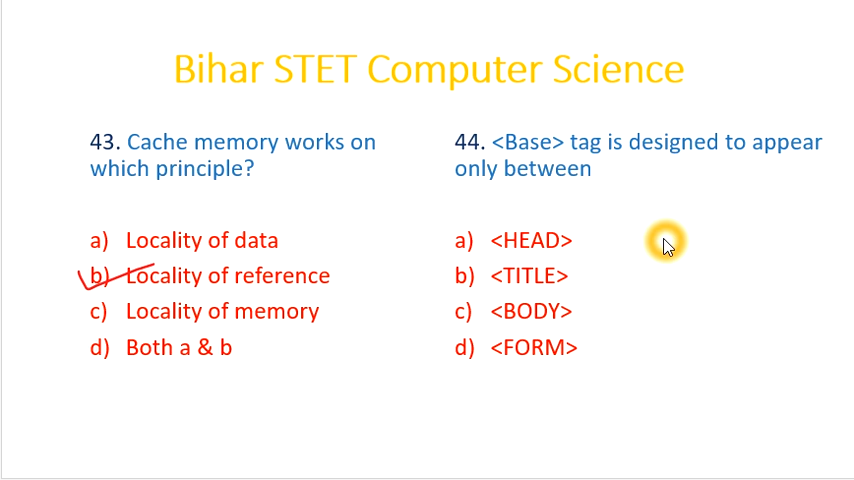 Bihar STET Computer Science
43. Cache memory works on
which principle?
a) Locality of data
b) Locality of reference
c) Locality of memory
d) Both a & b
44. <Base> tag is designed to appear
only between
a) <HEAD>
b) <TITLE>
c) <BODY>
d) <FORM>